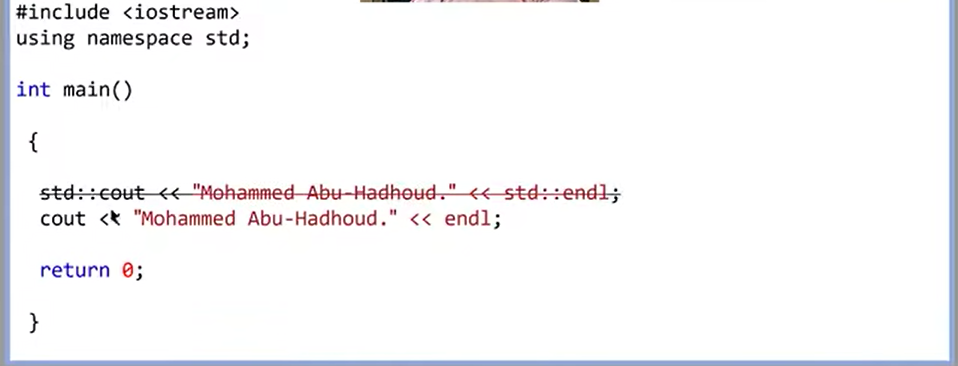 #include <iostream>
using namespace std;
int main()
{
std::cout << "Mohammed Abu-Hadhoud." << std::endl;
cout << "Mohammed Abu-Hadhoud." << endl;
return 0;
}